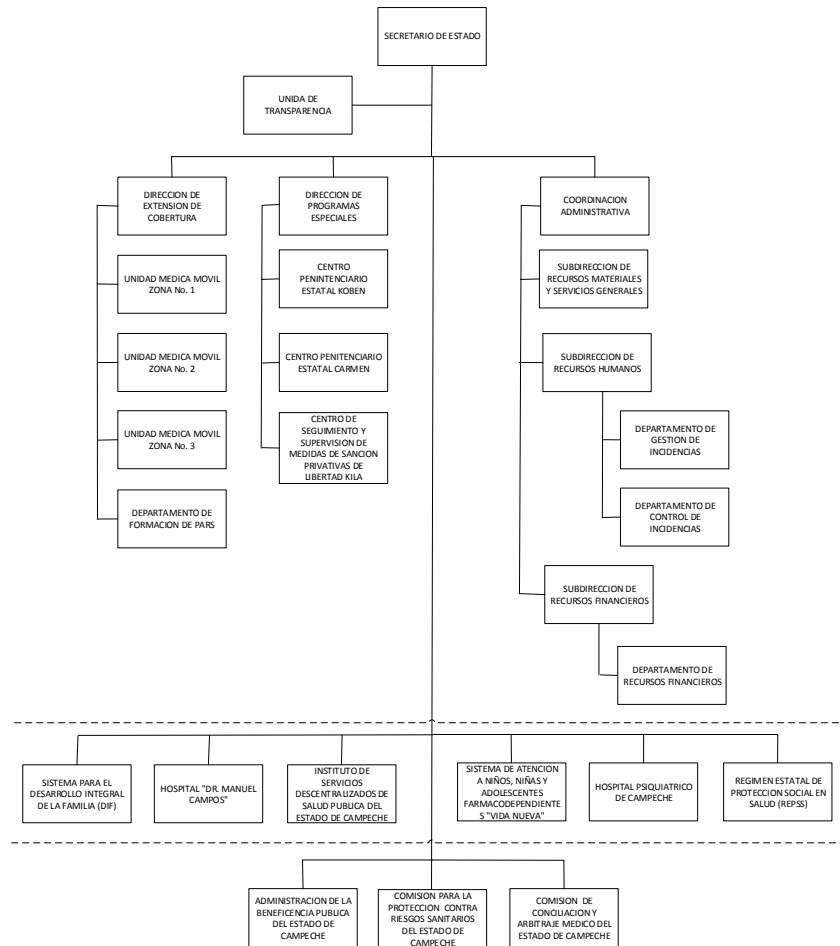 SECRETARIO DE ESTADO
UNIDA DE
TRANSPARENCIA
DIRECCION DE
EXTENSION DE
COBERTURA
UNIDAD MEDICA MOVIL
ZONA No. 1
UNIDAD MEDICA MOVIL
ZONA No. 2
UNIDAD MEDICA MOVIL
ZONA No. 3
DEPARTAMENTO DE
FORMACION DE PARS
DIRECCION DE
PROGRAMAS
ESPECIALES
CENTRO
PENINTENCIARIO
ESTATAL KOBEN
CENTRO PENITENCIARIO
ESTATAL CARMEN
CENTRO DE
SEGUIMIENTO Y
SUPERVISION DE
MEDIDAS DE SANCION
PRIVATIVAS DE
LIBERTAD KILA
COORDINACION
ADMINISTRATIVA
SUBDIRECCION DE
RECURSOS MATERIALES
Y SERVICIOS GENERALES
SUBDIRECCION DE
RECURSOS HUMANOS
DEPARTAMENTO DE
GESTION DE
INCIDENCIAS
DEPARTAMENTO DE
CONTROL DE
INCIDENCIAS
SUBDIRECCION DE
RECURSOS FINANCIEROS
DEPARTAMENTO DE
RECURSOS FINANCIEROS
SISTEMA PARA EL
DESARROLLO INTEGRAL
DE LA FAMILIA (DIF)
HOSPITAL "DR. MANUEL
CAMPOS"
INSTITUTO DE
SERVICIOS
DESCENTRALIZADOS DE
SALUD PUBLICA DEL
ESTADO DE CAMPECHE
SISTEMA DE ATENCION
A NIÑOS, NIÑAS Y
ADOLESCENTES
FARMACODEPENDIENTE
S "VIDA NUEVA"
HOSPITAL PSIQUIATRICO
DE CAMPECHE
REGIMEN ESTATAL DE
PROTECCION SOCIAL EN
SALUD (REPSS)
ADMINISTRACION DE LA
BENEFICENCIA PUBLICA
DEL ESTADO DE
CAMPECHE
COMISION PARA LA
PROTECCION CONTRA
RIESGOS SANITARIOS
DEL ESTADO DE
CAMPECHE
COMISION DE
CONCILIACION Y
ARBITRAJE MEDICO DEL
ESTADO DE CAMPECHE